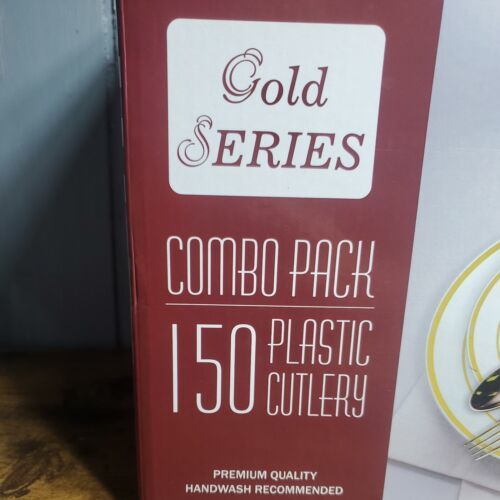 Gold
SERIES
COMBO PACK
150 PLASTIC
CUTLERY
PREMIUM QUALITY
HANDWASH RECOMMENDED